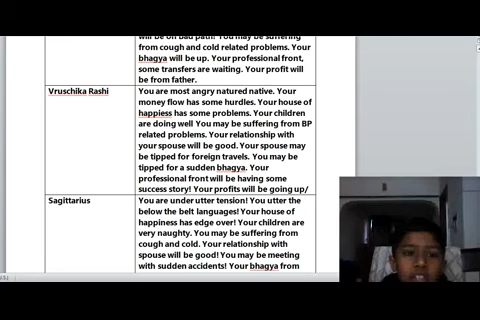 will be on bad path! You may be suffering
from cough and cold related problems. Your
bhagya will be up. Your professional front,
some transfers are waiting. Your profit will
be from father.
Vruschika Rashi
You are most angry natured native. Your
money flow has some hurdles. Your house of
happiess has some problems. Your children
are doing well You may be suffering from BP
related problems. Your relationship with
your spouse will be good. Your spouse may
be tipped for foreign travels. You may be
tipped for a sudden bhagya. Your
professional front will be having some
success story! Your profits will be going up/
Sagittarius
You are under utter tension! You utter the
below the belt languages! Your house of
happiness has edge over! Your children are
very naughty. You may be suffering from
cough and cold. Your relationship with
spouse will be good! You may be meeting
with sudden accidents! Your bhagya from